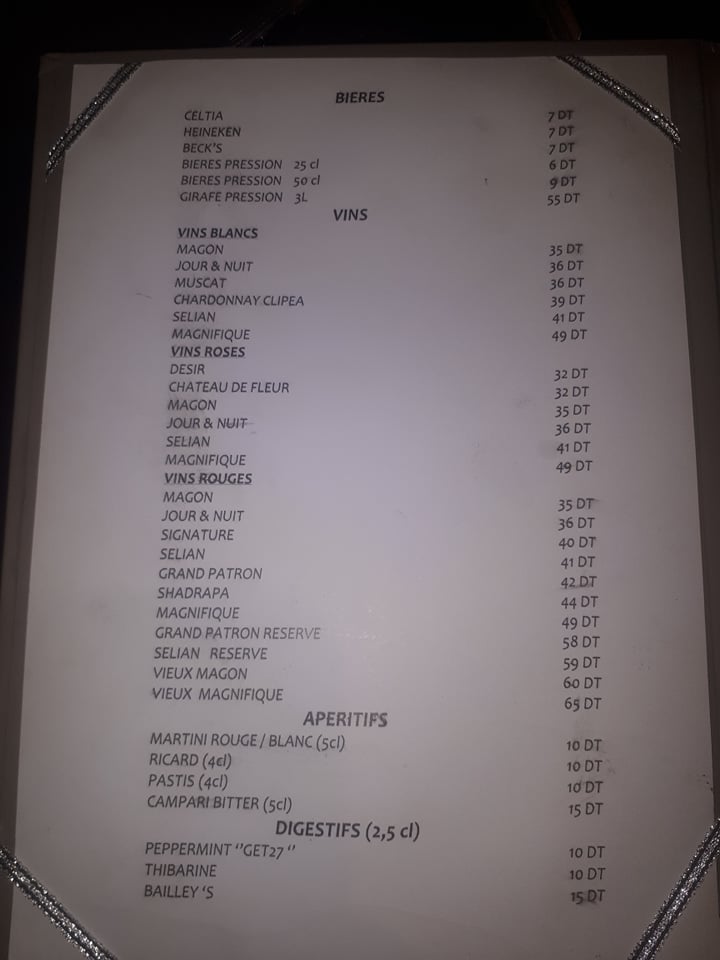 BIERES
CELTIA 7 DT
HEINEKEN 7 DT
BECK'S 7 DT
BIERES PRESSION 25 cl 6 DT
BIERES PRESSION 50 cl 9 DT
GIRAFE PRESSION 3L 55 DT
VINS
VINS BLANCS
MAGON 35 DT
JOUR & NUIT 36 DT
MUSCAT 36 DT
CHARDONNAY CLIPEA 39 DT
SELIAN 41 DT
MAGNIFIQUE 49 DT
VINS ROSES
DESIR 32 DT
CHATEAU DE FLEUR 32 DT
MAGON 35 DT
JOUR & NUIT 36 DT
SELIAN 41 DT
MAGNIFIQUE 49 DT
VINS ROUGES
MAGON 35 DT
JOUR & NUIT 36 DT
SIGNATURE 40 DT
SELIAN 41 DT
GRAND PATRON 42 DT
SHADRAPA 44 DT
MAGNIFIQUE 49 DT
GRAND PATRON RESERVE 58 DT
SELIAN RESERVE 59 DT
VIEUX MAGON 60 DT
VIEUX MAGNIFIQUE 65 DT
APERITIFS
MARTINI ROUGE / BLANC (5cl) 10 DT
RICARD (4cl) 10 DT
PASTIS (4cl) 10 DT
CAMPARI BITTER (5cl) 15 DT
DIGESTIFS (2,5 cl)
PEPPERMINT ''GET27 '' 10 DT
THIBARINE 10 DT
BAILLEY 'S 15 DT